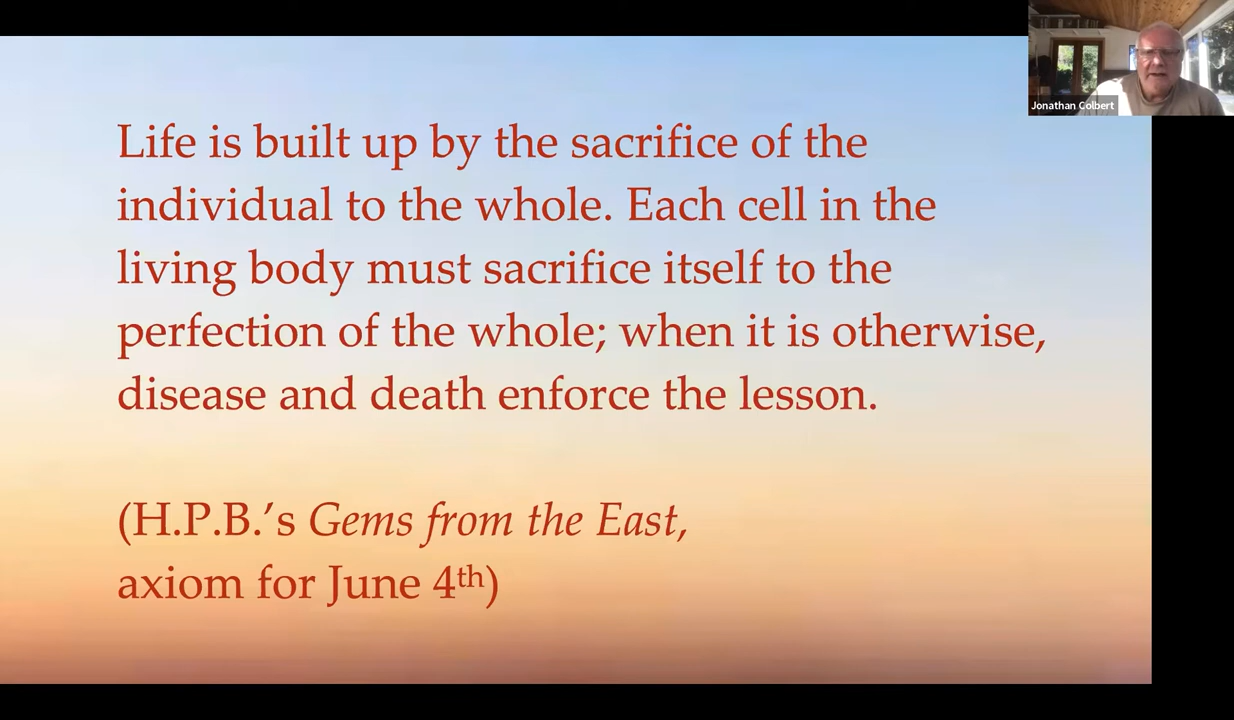 Jonathan Colbert
Life is built up by the sacrifice of the
individual to the whole. Each cell in the
living body must sacrifice itself to the
perfection of the whole; when it is otherwise,
disease and death enforce the lesson.
(H.P.B.’s Gems from the East,
axiom for June 4th)